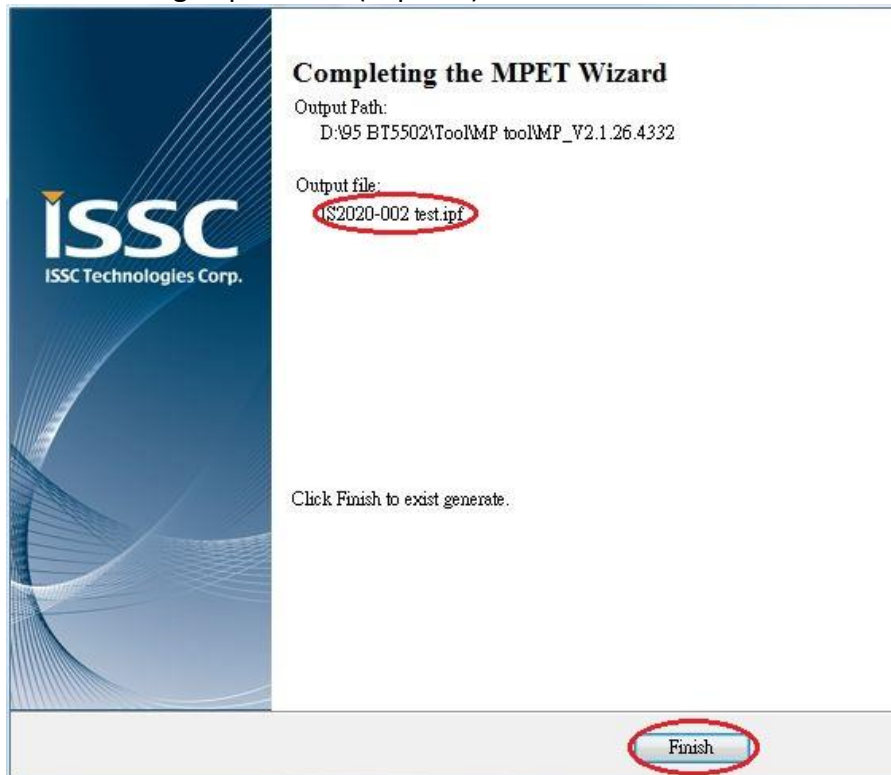 Completing the MPET Wizard
Output Path:
D:\95 BT5502\Tool\MP tool\MP_V2.1.26.4332
Output file:
IS2020-002 test.ipf
ISSC
ISSC Technologies Corp.
Click Finish to exist generate.
Finish